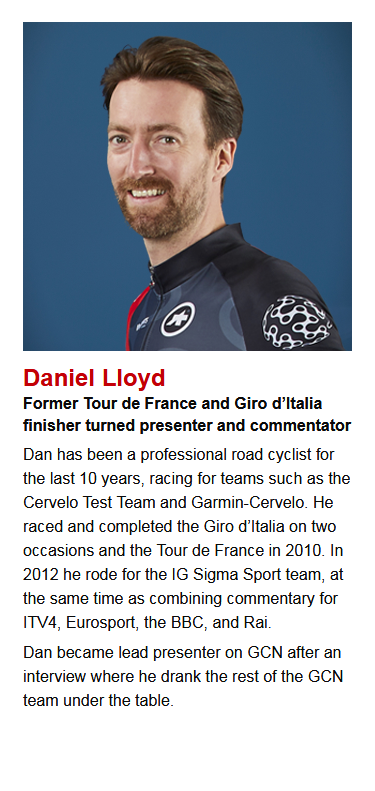 Daniel Lloyd
Former Tour de France and Giro d’Italia
finisher turned presenter and commentator
Dan has been a professional road cyclist for
the last 10 years, racing for teams such as the
Cervelo Test Team and Garmin-Cervelo. He
raced and completed the Giro d’Italia on two
occasions and the Tour de France in 2010. In
2012 he rode for the IG Sigma Sport team, at
the same time as combining commentary for
ITV4, Eurosport, the BBC, and Rai.
Dan became lead presenter on GCN after an
interview where he drank the rest of the GCN
team under the table.